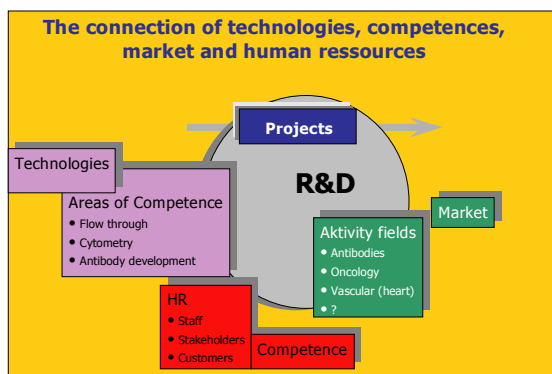 The connection of technologies, competences,
market and human ressources
Projects
R&D
Technologies
Areas of Competence
• Flow through
• Cytometry
• Antibody development
Market
Aktivity fields
• Antibodies
• Oncology
• Vascular (heart)
• ?
HR
• Staff
• Stakeholders
• Customers
Competence